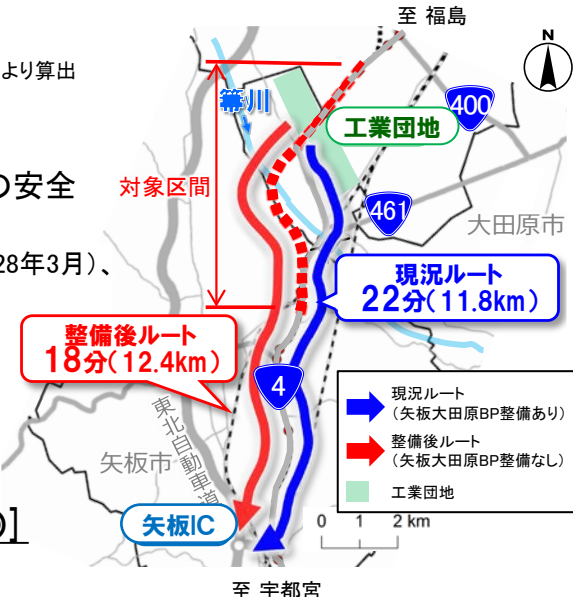 至 福島
N
より算出
箒川
400
工業団地
の安全
対象区間
461
大田原市
28年3月)、
現況ルート
22分(11.8km)
整備後ルート
18分(12.4km)
4
現況ルート
(矢板大田原BP整備あり)
整備後ルート
(矢板大田原BP整備なし)
工業団地
東北自動車道
矢板市
矢板IC
0 1 2 km
]
至 宇都宮